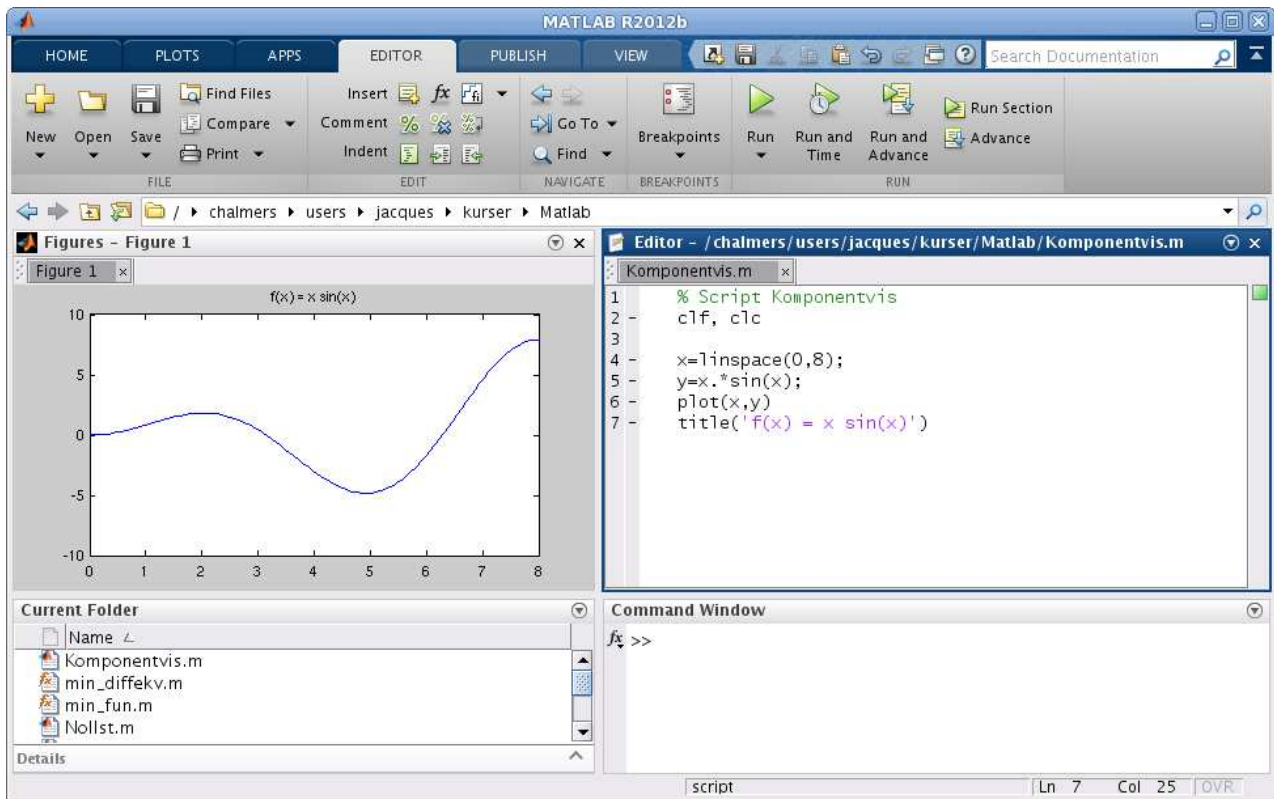 MATLAB R2012b
HOME PLOTS APPS EDITOR PUBLISH VIEW Search Documentation
New Open Save Find Files Compare Print
FILE
Insert fx fi
Comment % %
Indent
EDIT
Go To
Find
NAVIGATE
Breakpoints
BREAKPOINTS
Run Run and Time Run and Advance Run Section Advance
RUN
/ chalmers users jacques kurser Matlab
Figures - Figure 1
Figure 1
f(x) = x sin(x)
10
5
0
-5
-10
0 1 2 3 4 5 6 7 8
Editor - /chalmers/users/jacques/kurser/Matlab/Komponentvis.m
Komponentvis.m
1 % Script Komponentvis
2 - clf, clc
3
4 - x=linspace(0,8);
5 - y=x.*sin(x);
6 - plot(x,y)
7 - title('f(x) = x sin(x)')
Current Folder
Name
Komponentvis.m
min_diffekv.m
min_fun.m
Nollst.m
Details
Command Window
fx >>
script Ln 7 Col 25 OVR